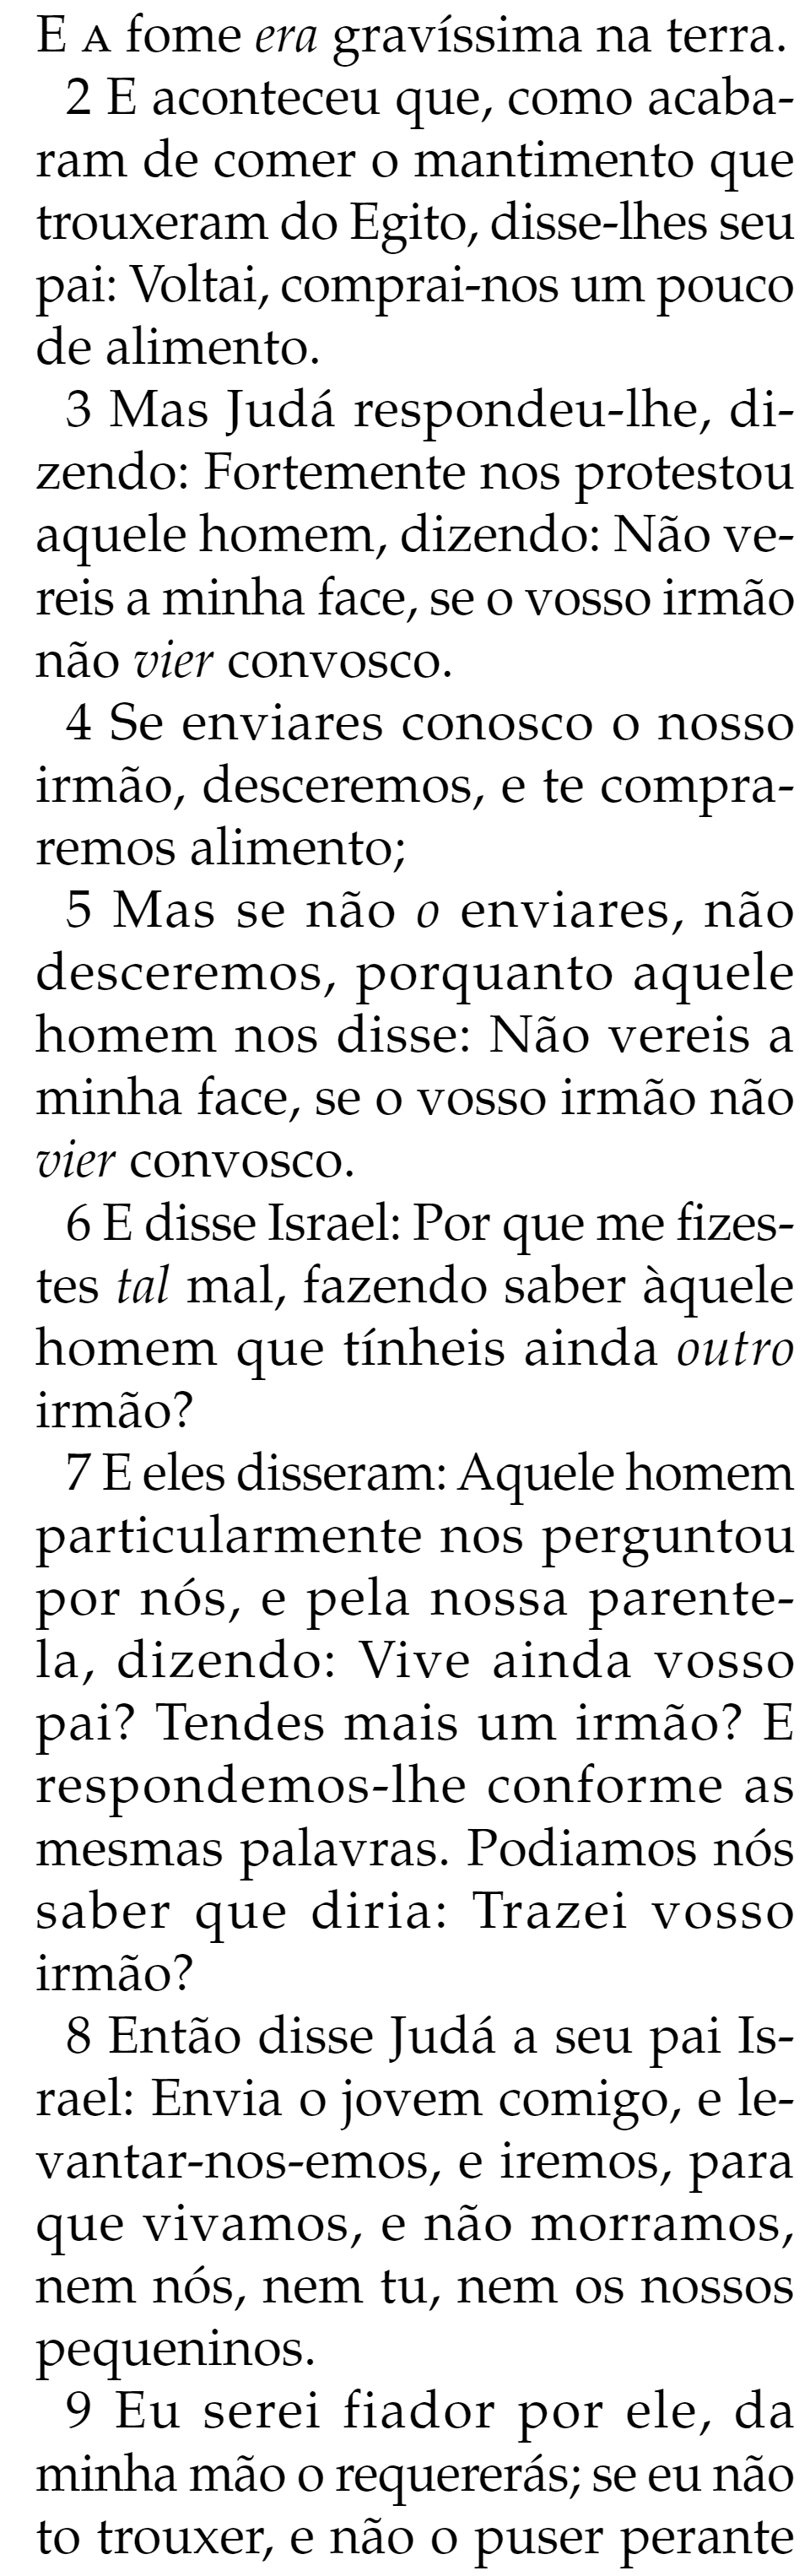 E A fome era gravíssima na terra.
2 E aconteceu que, como acaba-
ram de comer o mantimento que
trouxeram do Egito, disse-lhes seu
pai: Voltai, comprai-nos um pouco
de alimento.
3 Mas Judá respondeu-lhe, di-
zendo: Fortemente nos protestou
aquele homem, dizendo: Não ve-
reis a minha face, se o vosso irmão
não vier convosco.
4 Se enviares conosco o nosso
irmão, desceremos, e te compra-
remos alimento;
5 Mas se não o enviares, não
desceremos, porquanto aquele
homem nos disse: Não vereis a
minha face, se o vosso irmão não
vier convosco.
6 E disse Israel: Por que me fizes-
tes tal mal, fazendo saber àquele
homem que tínheis ainda outro
irmão?
7 E eles disseram: Aquele homem
particularmente nos perguntou
por nós, e pela nossa parente-
la, dizendo: Vive ainda vosso
pai? Tendes mais um irmão? E
respondemos-lhe conforme as
mesmas palavras. Podiamos nós
saber que diria: Trazei vosso
irmão?
8 Então disse Judá a seu pai Is-
rael: Envia o jovem comigo, e le-
vantar-nos-emos, e iremos, para
que vivamos, e não morramos,
nem nós, nem tu, nem os nossos
pequeninos.
9 Eu serei fiador por ele, da
minha mão o requererás; se eu não
to trouxer, e não o puser perante